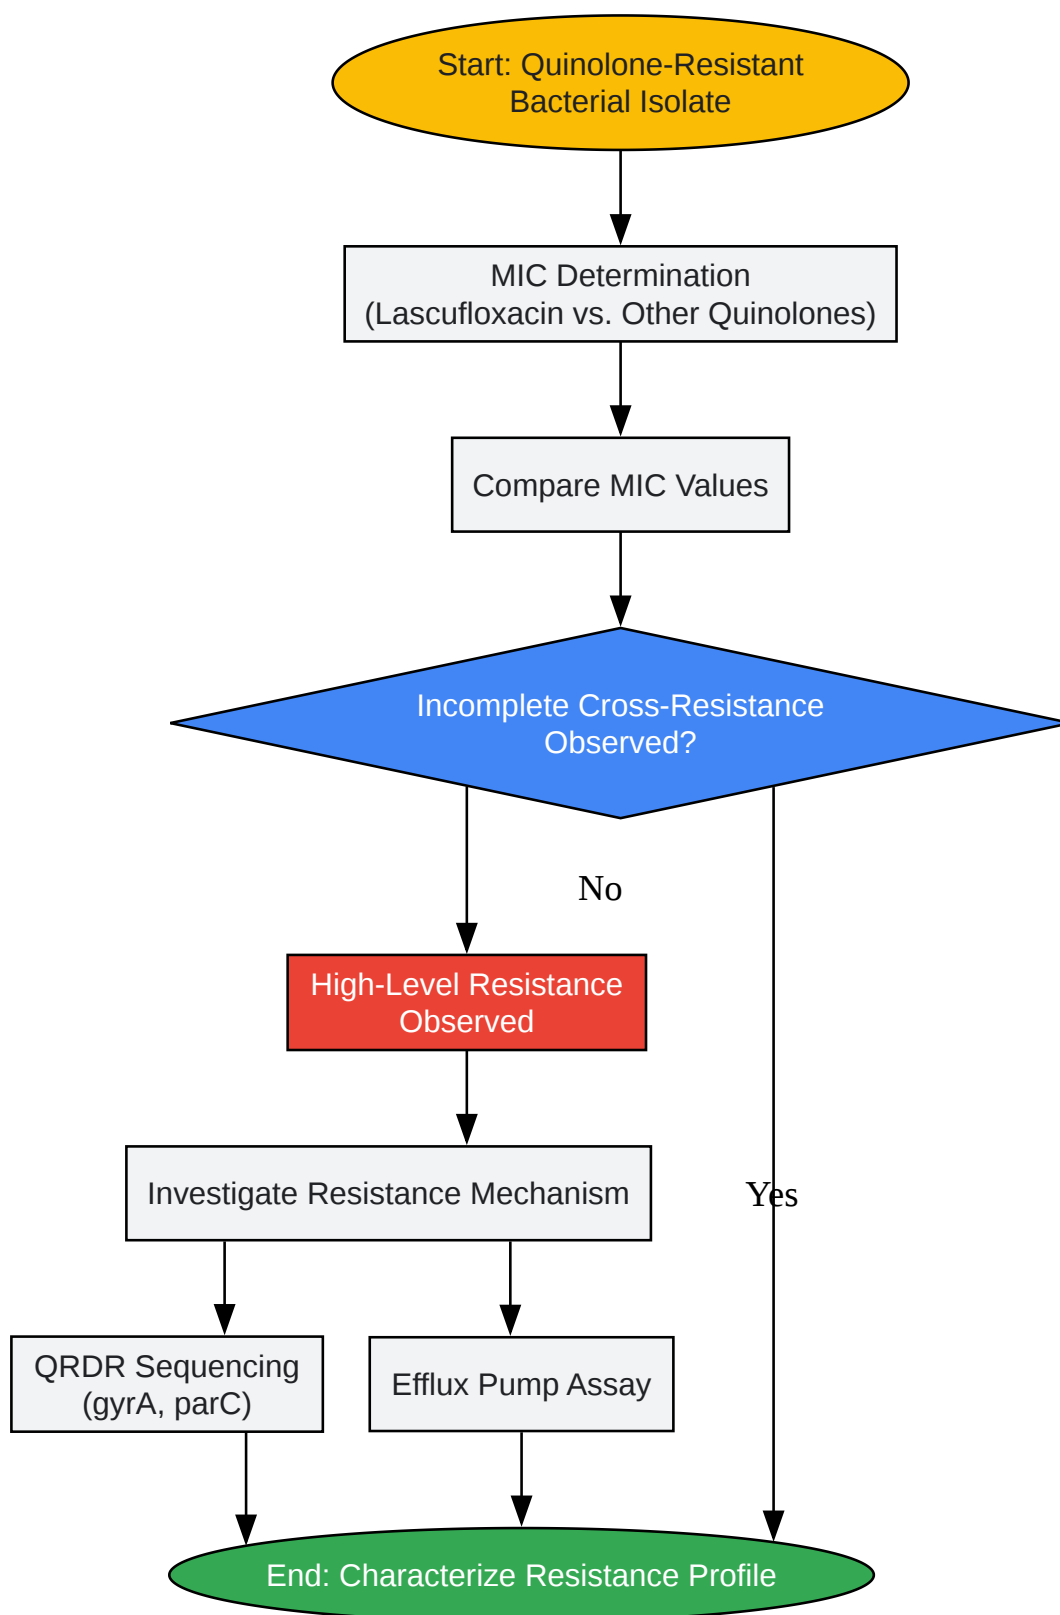 Start: Quinolone-Resistant
Bacterial Isolate
MIC Determination
(Lascufloxacin vs. Other Quinolones)
Compare MIC Values
Incomplete Cross-Resistance
Observed?
No
High-Level Resistance
Observed
Investigate Resistance Mechanism
Yes
QRDR Sequencing
(gyrA, parC)
Efflux Pump Assay
End: Characterize Resistance Profile